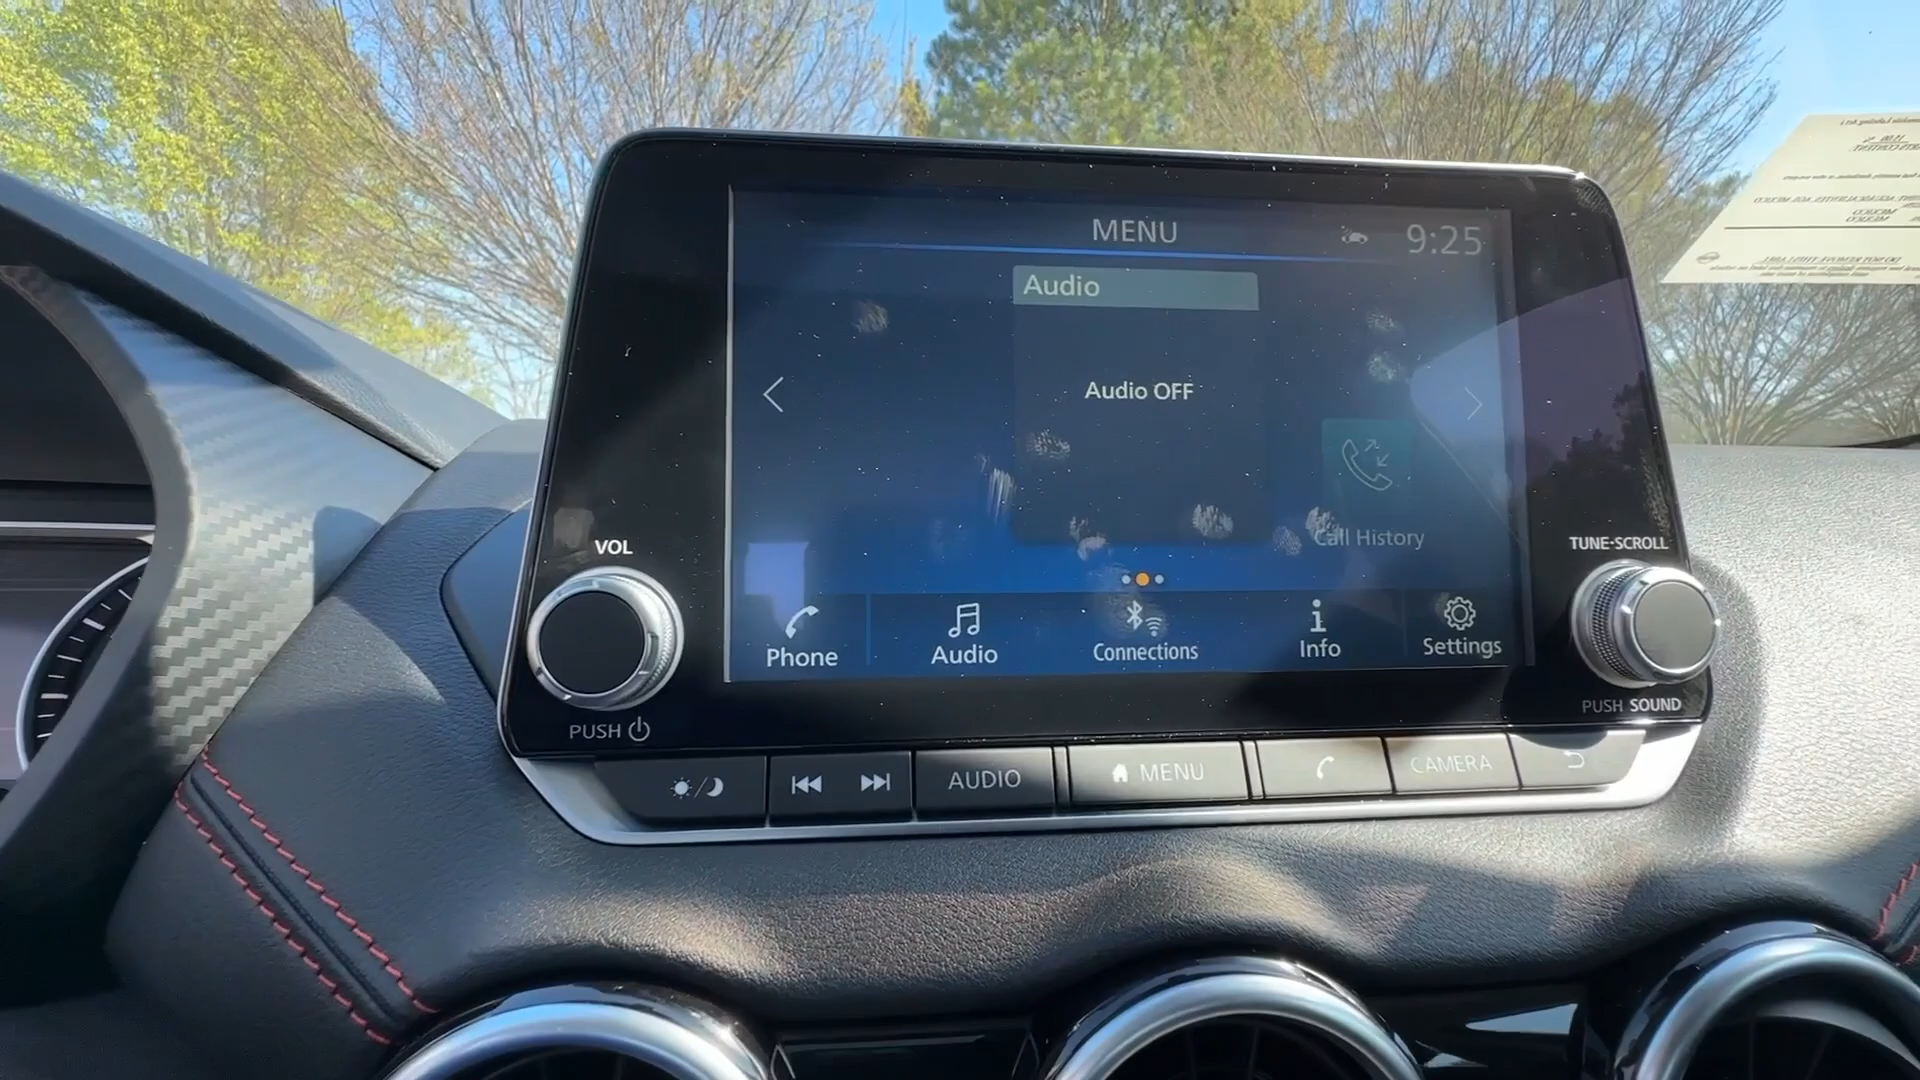 MENU
9:25
Audio
Audio OFF
Call History
Phone
Audio
Connections
Info
Settings
VOL
PUSH
TUNE·SCROLL
PUSH SOUND
AUDIO
MENU
CAMERA